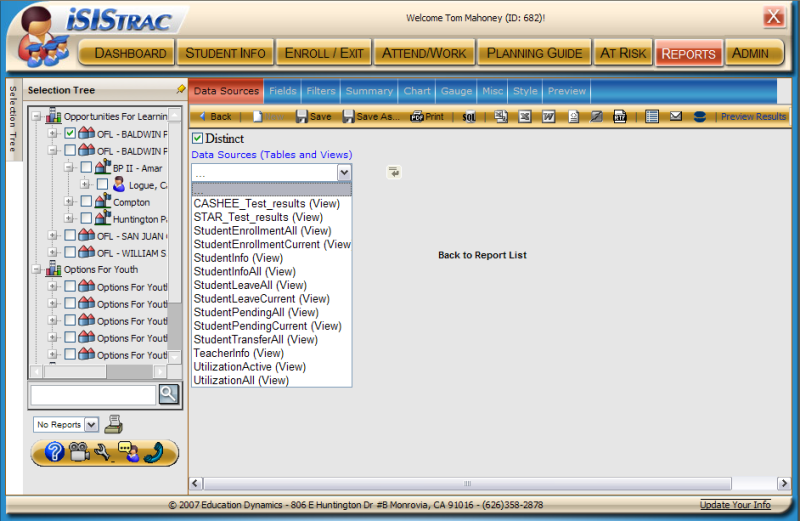 iSISTRAC
Welcome Tom Mahoney (ID: 682)!
DASHBOARD STUDENT INFO ENROLL / EXIT ATTEND/WORK PLANNING GUIDE AT RISK REPORTS ADMIN
Selection Tree
Selection Tree
Opportunities For Learnin
OFL - BALDWIN P
OFL - BALDWIN P
BP II - Amar
Logue, C
Compton
Huntington P
OFL - SAN JUAN
OFL - WILLIAM S
Options For Youth
Options For Yout
Options For Yout
Options For Yout
Options For Yout
Options For Yout
No Reports
Data Sources Fields Filters Summary Chart Gauge Misc Style Preview
Back Save Save As... Print SQL Preview Results
Distinct
Data Sources (Tables and Views)
...
...
CASHEE_Test_results (View)
STAR_Test_results (View)
StudentEnrollmentAll (View)
StudentEnrollmentCurrent (View
StudentInfo (View)
StudentInfoAll (View)
StudentLeaveAll (View)
StudentLeaveCurrent (View)
StudentPendingAll (View)
StudentPendingCurrent (View)
StudentTransferAll (View)
TeacherInfo (View)
UtilizationActive (View)
UtilizationAll (View)
Back to Report List
© 2007 Education Dynamics - 806 E Huntington Dr #B Monrovia, CA 91016 - (626)358-2878
Update Your Info